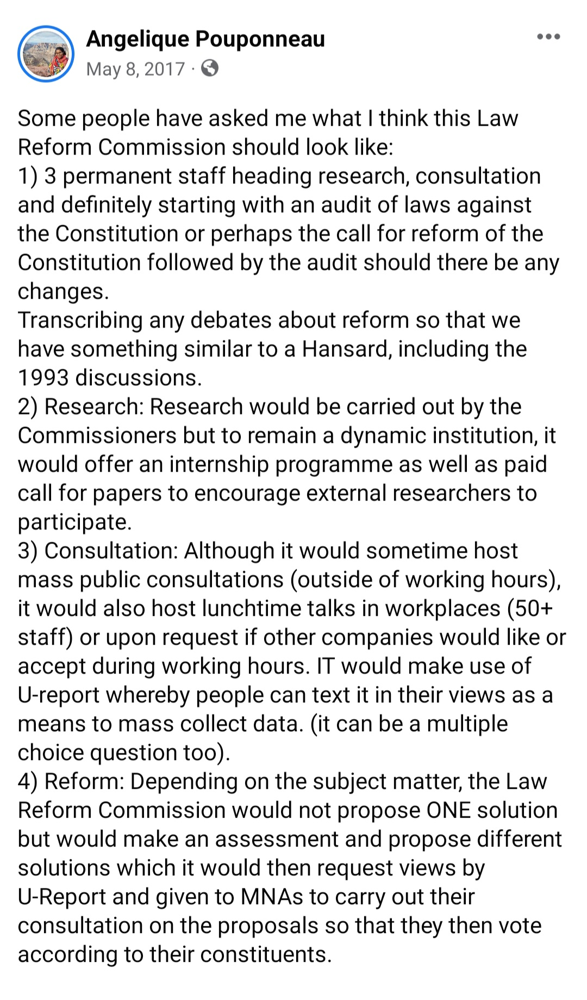 Angelique Pouponneau
May 8, 2017 ·
Some people have asked me what I think this Law
Reform Commission should look like:
1) 3 permanent staff heading research, consultation
and definitely starting with an audit of laws against
the Constitution or perhaps the call for reform of the
Constitution followed by the audit should there be any
changes.
Transcribing any debates about reform so that we
have something similar to a Hansard, including the
1993 discussions.
2) Research: Research would be carried out by the
Commissioners but to remain a dynamic institution, it
would offer an internship programme as well as paid
call for papers to encourage external researchers to
participate.
3) Consultation: Although it would sometime host
mass public consultations (outside of working hours),
it would also host lunchtime talks in workplaces (50+
staff) or upon request if other companies would like or
accept during working hours. IT would make use of
U-report whereby people can text it in their views as a
means to mass collect data. (it can be a multiple
choice question too).
4) Reform: Depending on the subject matter, the Law
Reform Commission would not propose ONE solution
but would make an assessment and propose different
solutions which it would then request views by
U-Report and given to MNAs to carry out their
consultation on the proposals so that they then vote
according to their constituents.